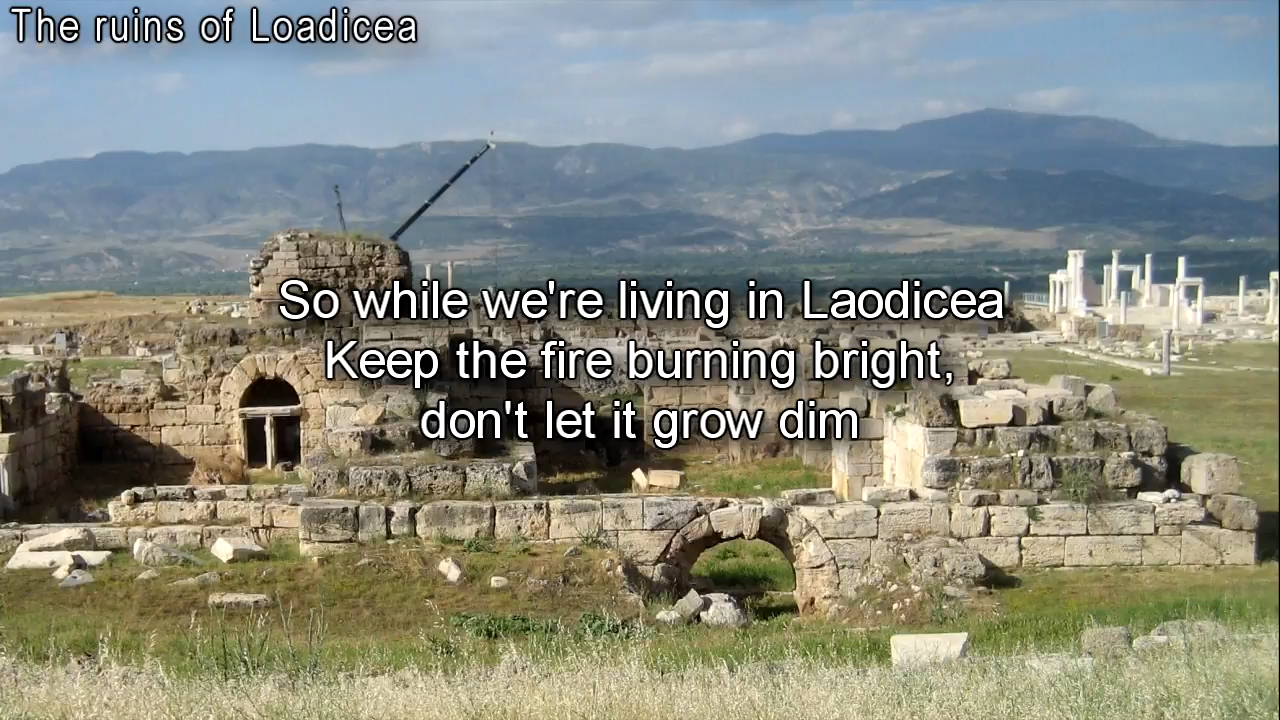 The ruins of Loadicea
So while we're living in Laodicea
Keep the fire burning bright,
don't let it grow dim